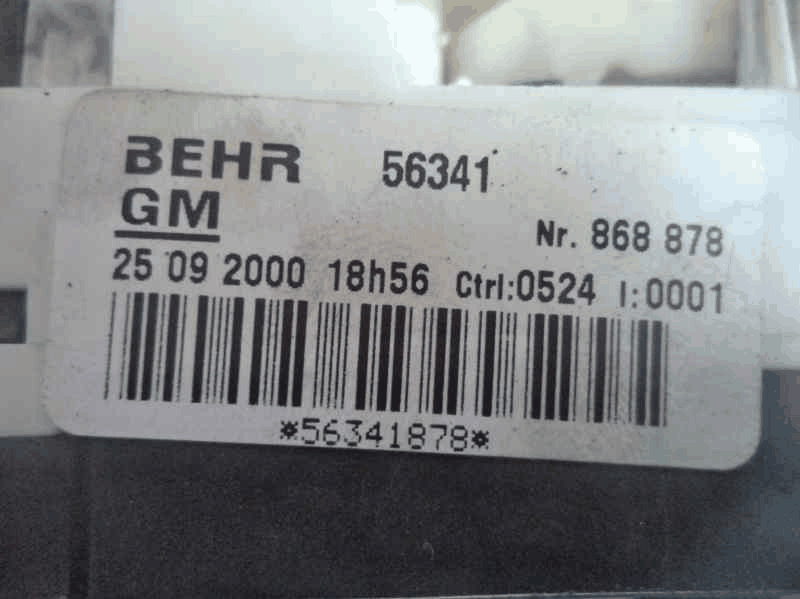 BEHR 56341
GM
Nr. 868 878
25 09 2000 18h56 Ctrl:0524 I:0001
*56341878*